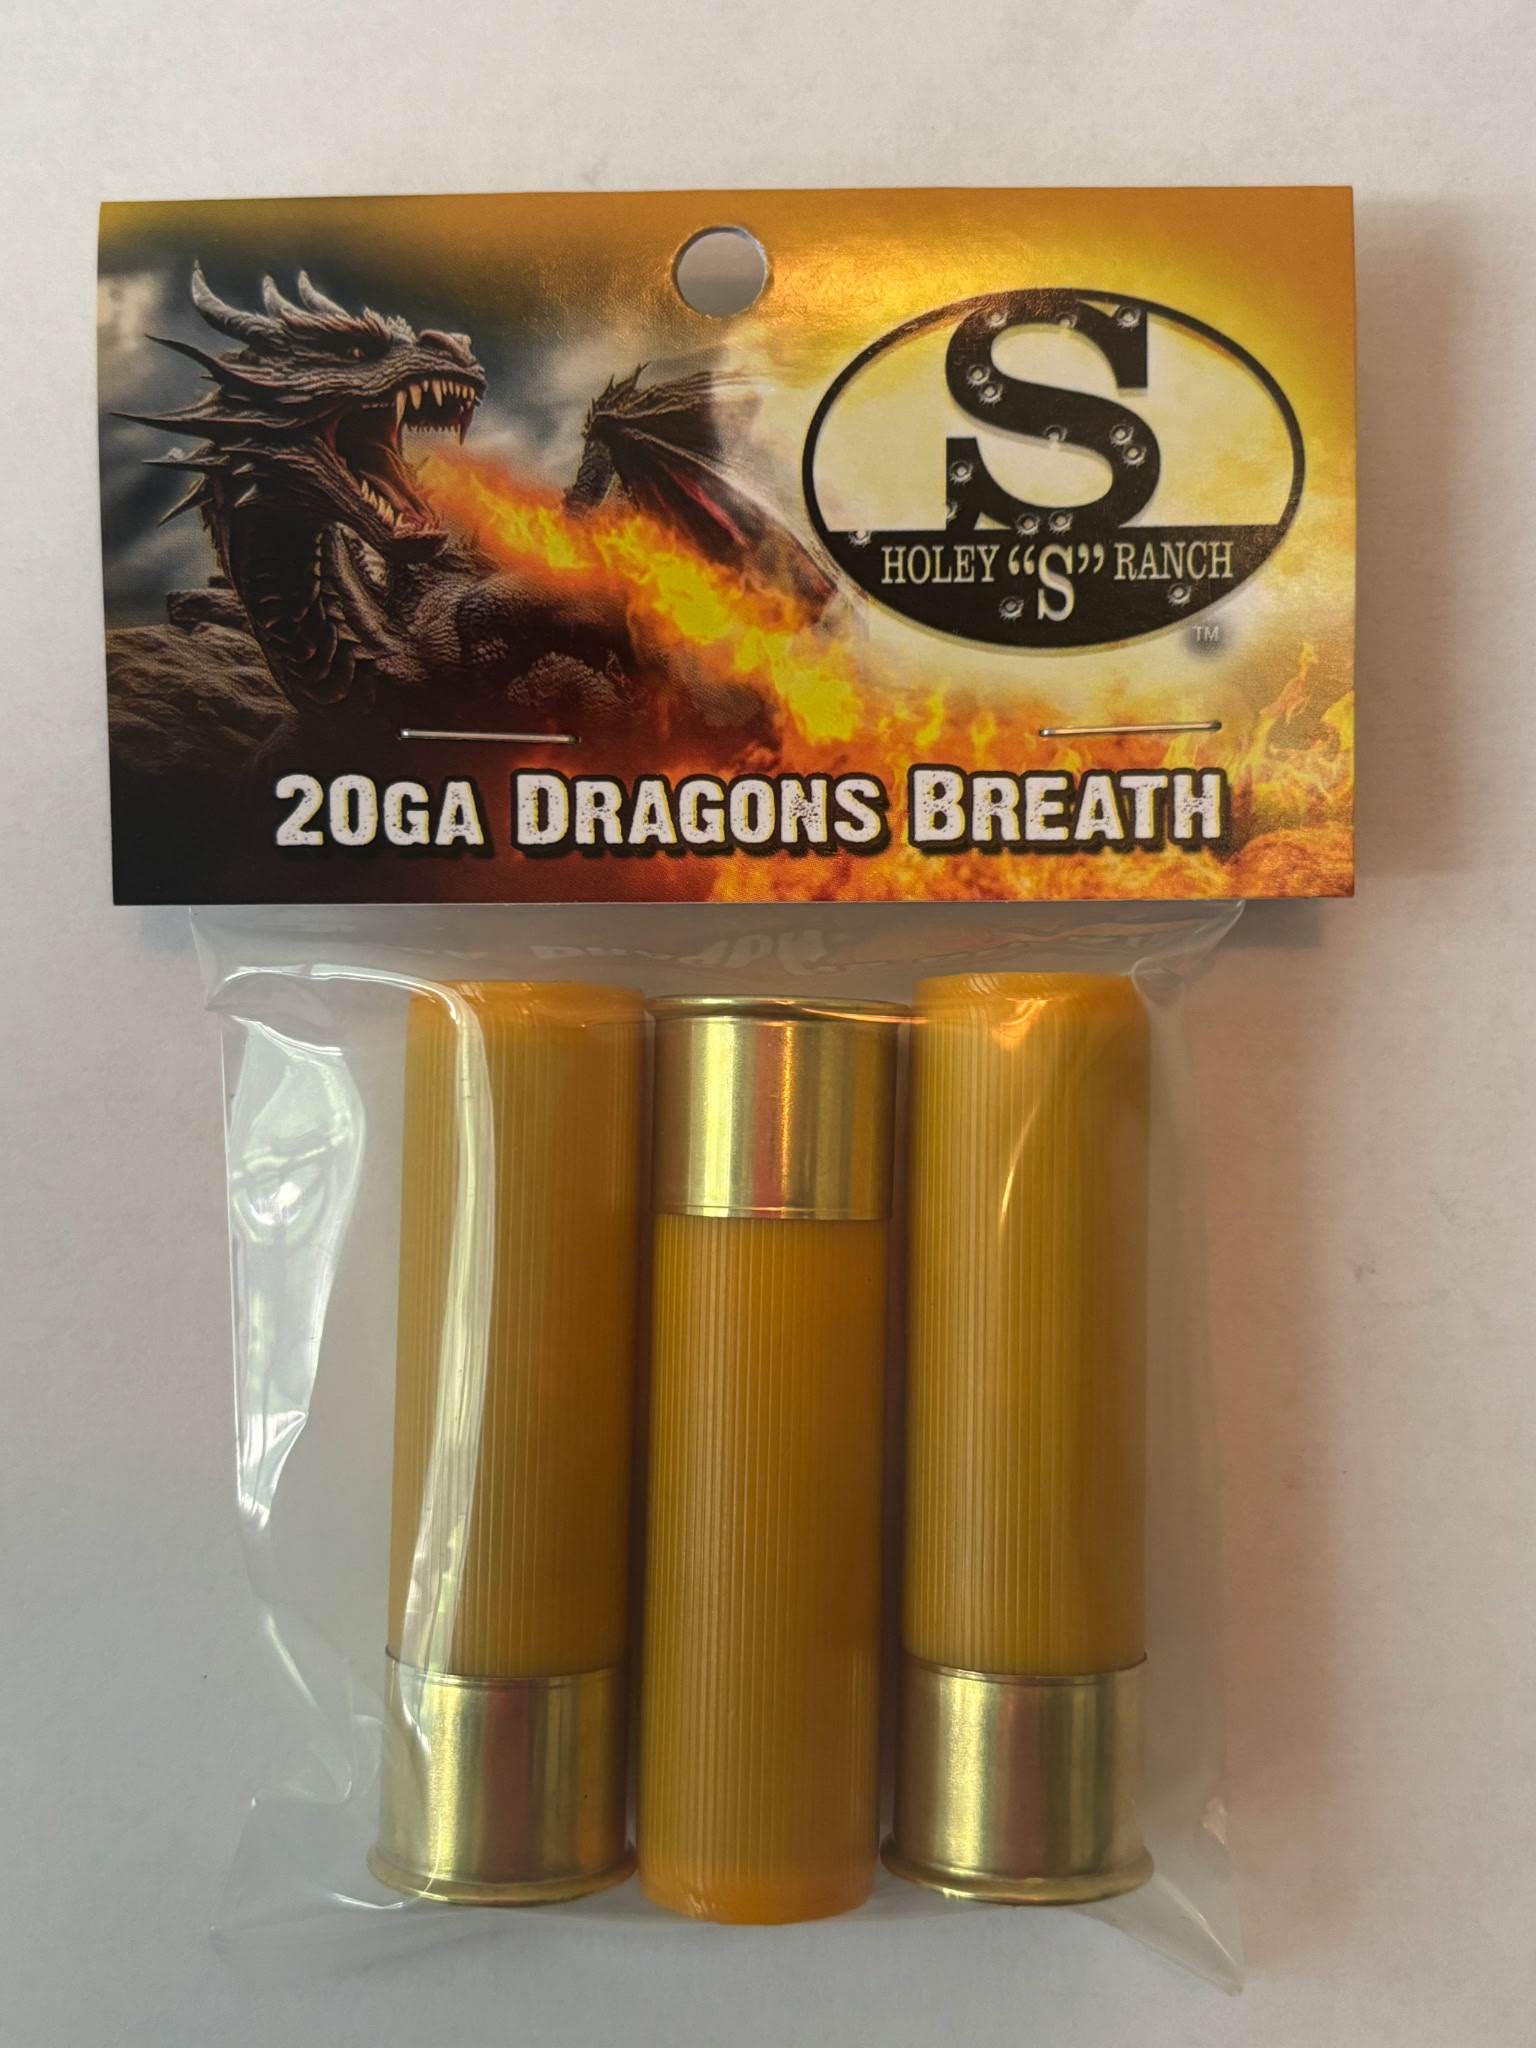 S
HOLEY “S” RANCH
TM
20GA DRAGONS BREATH